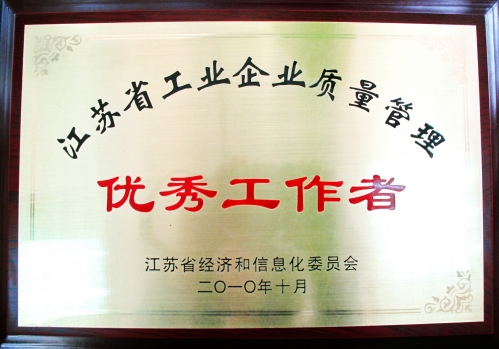 江苏省工业企业质量管理
优秀工作者
江苏省经济和信息化委员会
二〇一〇年十月